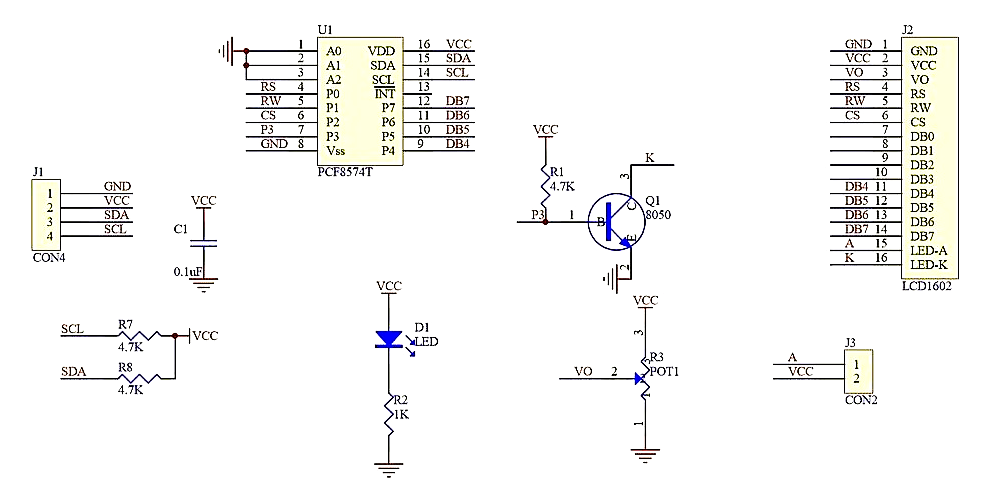 U1
1 A0 VDD 16 VCC
2 A1 SDA 15 SDA
3 A2 SCL 14 SCL
RS 4 P0 INT 13
RW 5 P1 P7 12 DB7
CS 6 P2 P6 11 DB6
P3 7 P3 P5 10 DB5
GND 8 Vss P4 9 DB4
PCF8574T
J2
GND 1 GND
VCC 2 VCC
VO 3 VO
RS 4 RS
RW 5 RW
CS 6 CS
7 DB0
8 DB1
9 DB2
10 DB3
DB4 11 DB4
DB5 12 DB5
DB6 13 DB6
DB7 14 DB7
A 15 LED-A
K 16 LED-K
LCD1602
J1
1 GND
2 VCC
3 SDA
4 SCL
CON4
VCC
C1
0.1uF
VCC
R1
4.7K
P3 1 B
K
3
C
Q1
8050
E
2
SCL R7 VCC
4.7K
SDA R8
4.7K
VCC
D1
LED
R2
1K
VCC
3
R3
POT1
VO 2
1
J3
A 1
VCC 2
CON2